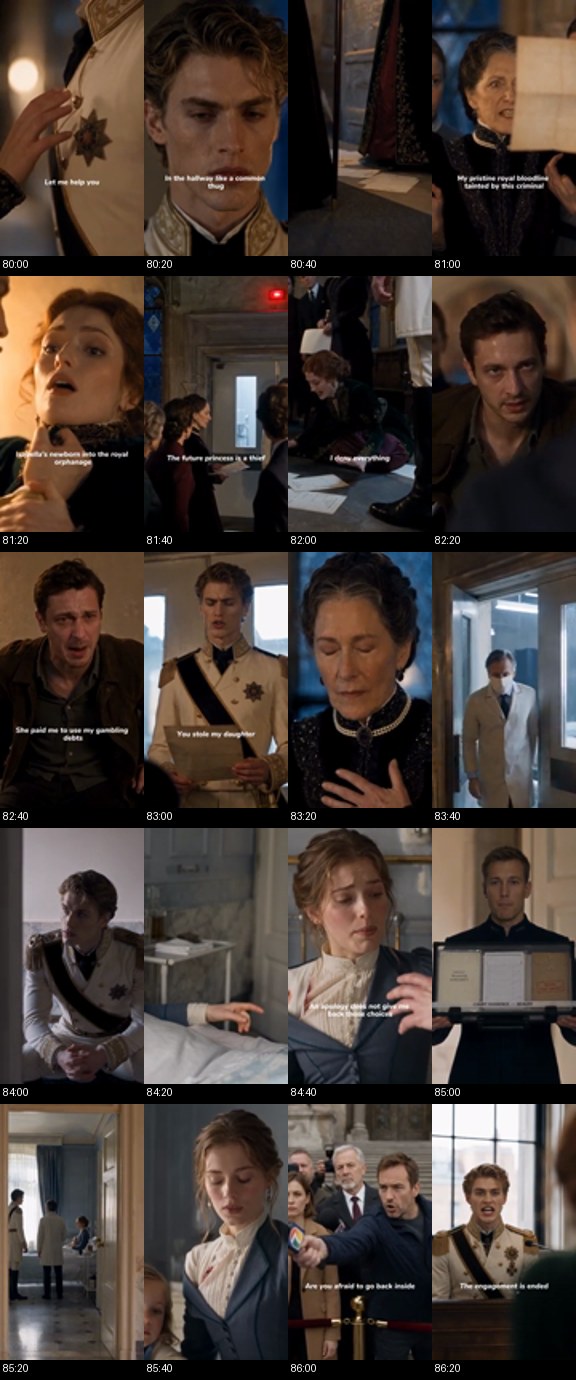 Let me help you
In the hallway like a common
thug
My pristine royal bloodline
tainted by this criminal
80:00
80:20
80:40
81:00
Isabella's newborn into the royal
orphanage
The future princess is a thief
I deny everything
81:20
81:40
82:00
82:20
She paid me to use my gambling
debts
You stole my daughter
82:40
83:00
83:20
83:40
An apology does not give me
back those choices
84:00
84:20
84:40
85:00
Are you afraid to go back inside
The engagement is ended
85:20
85:40
86:00
86:20